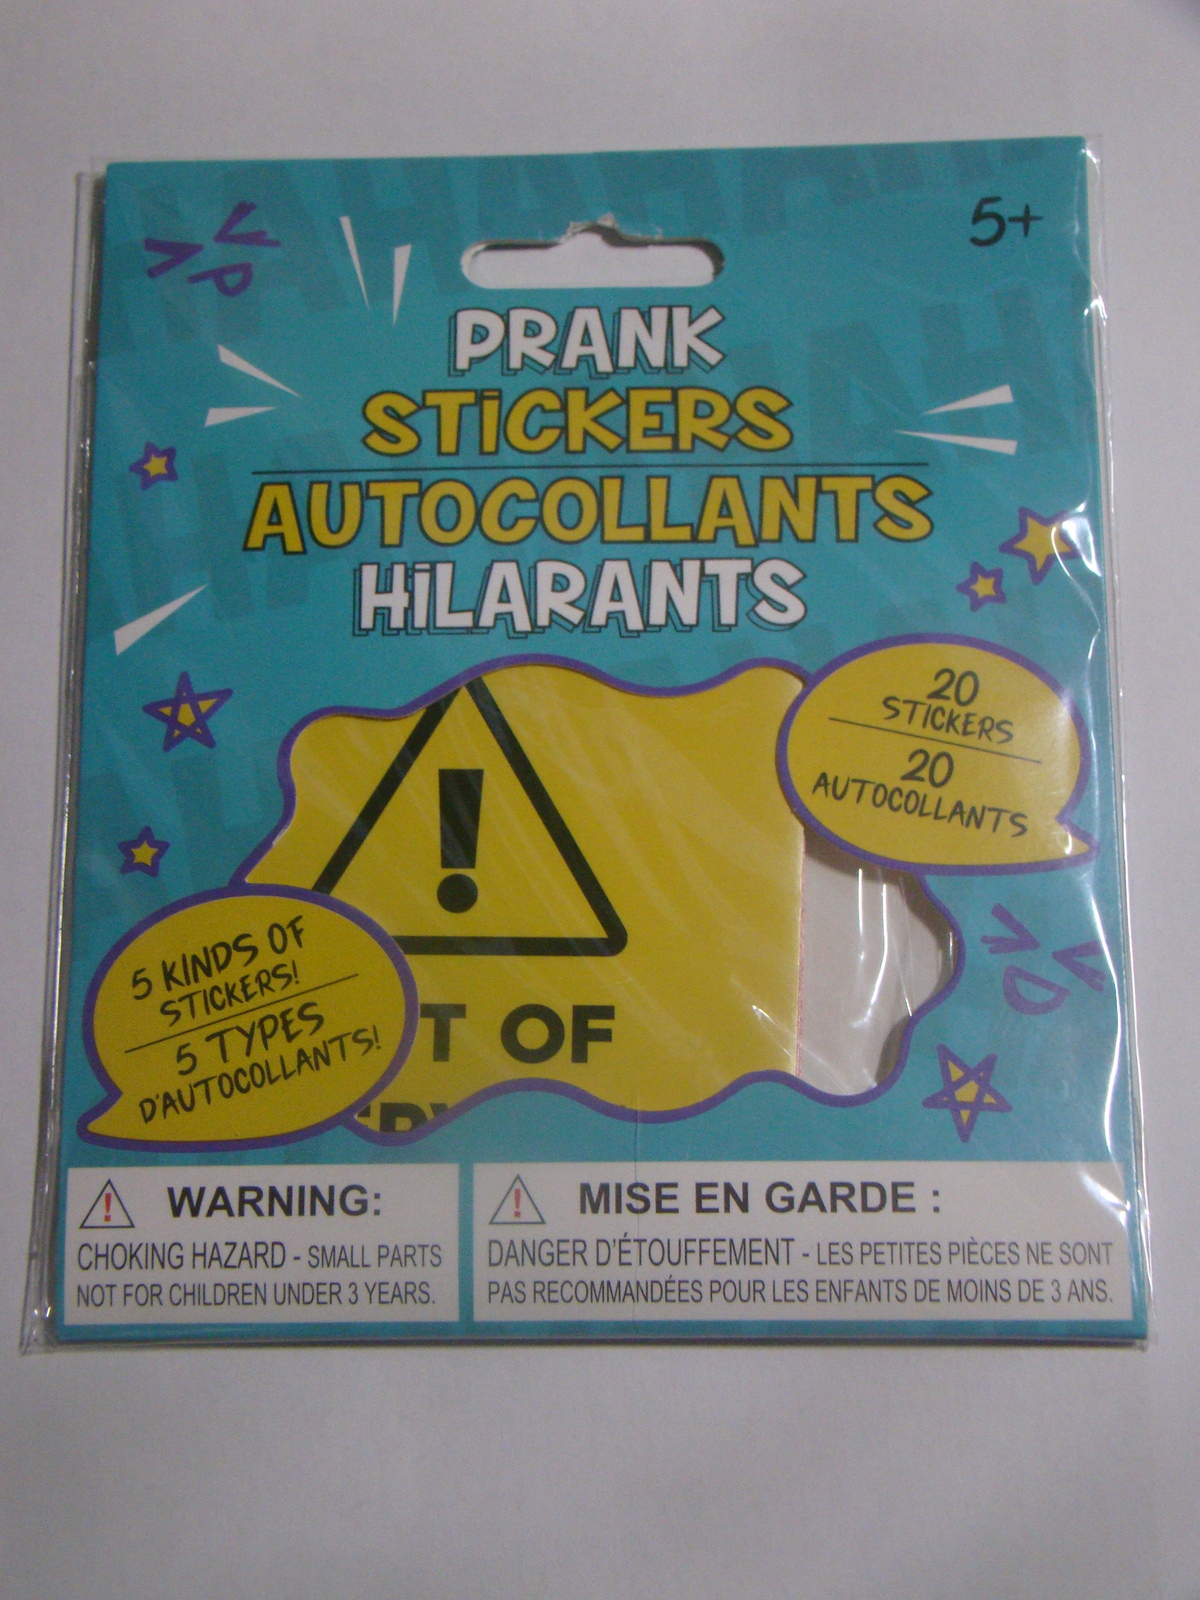 5+
PRANK
STICKERS
AUTOCOLLANTS
HILARANTS
20
STICKERS
20
AUTOCOLLANTS
5 KINDS OF
STICKERS!
5 TYPES
D'AUTOCOLLANTS!
T OF
WARNING:
CHOKING HAZARD - SMALL PARTS
NOT FOR CHILDREN UNDER 3 YEARS.
MISE EN GARDE :
DANGER D'ÉTOUFFEMENT - LES PETITES PIÈCES NE SONT
PAS RECOMMANDÉES POUR LES ENFANTS DE MOINS DE 3 ANS.